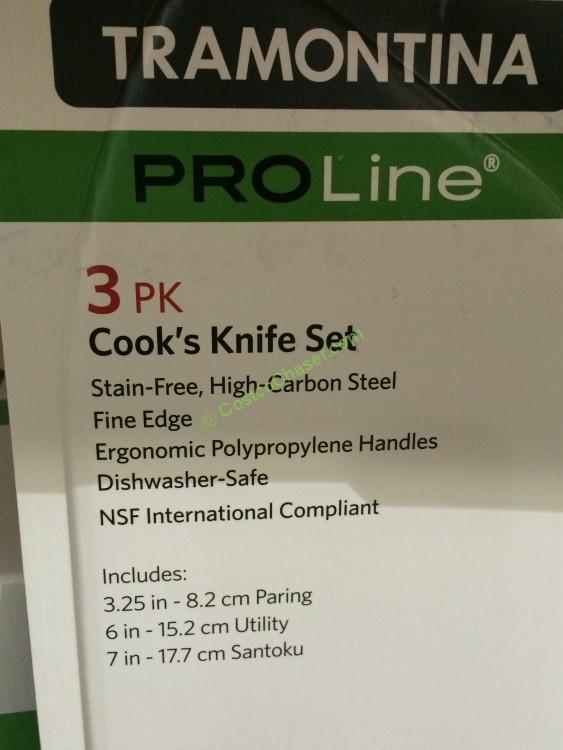 TRAMONTINA
PROLine®
3 PK
Cook's Knife Set
Stain-Free, High-Carbon Steel
Fine Edge
© CostcoChaser.com
Ergonomic Polypropylene Handles
Dishwasher-Safe
NSF International Compliant
Includes:
3.25 in - 8.2 cm Paring
6 in - 15.2 cm Utility
7 in - 17.7 cm Santoku